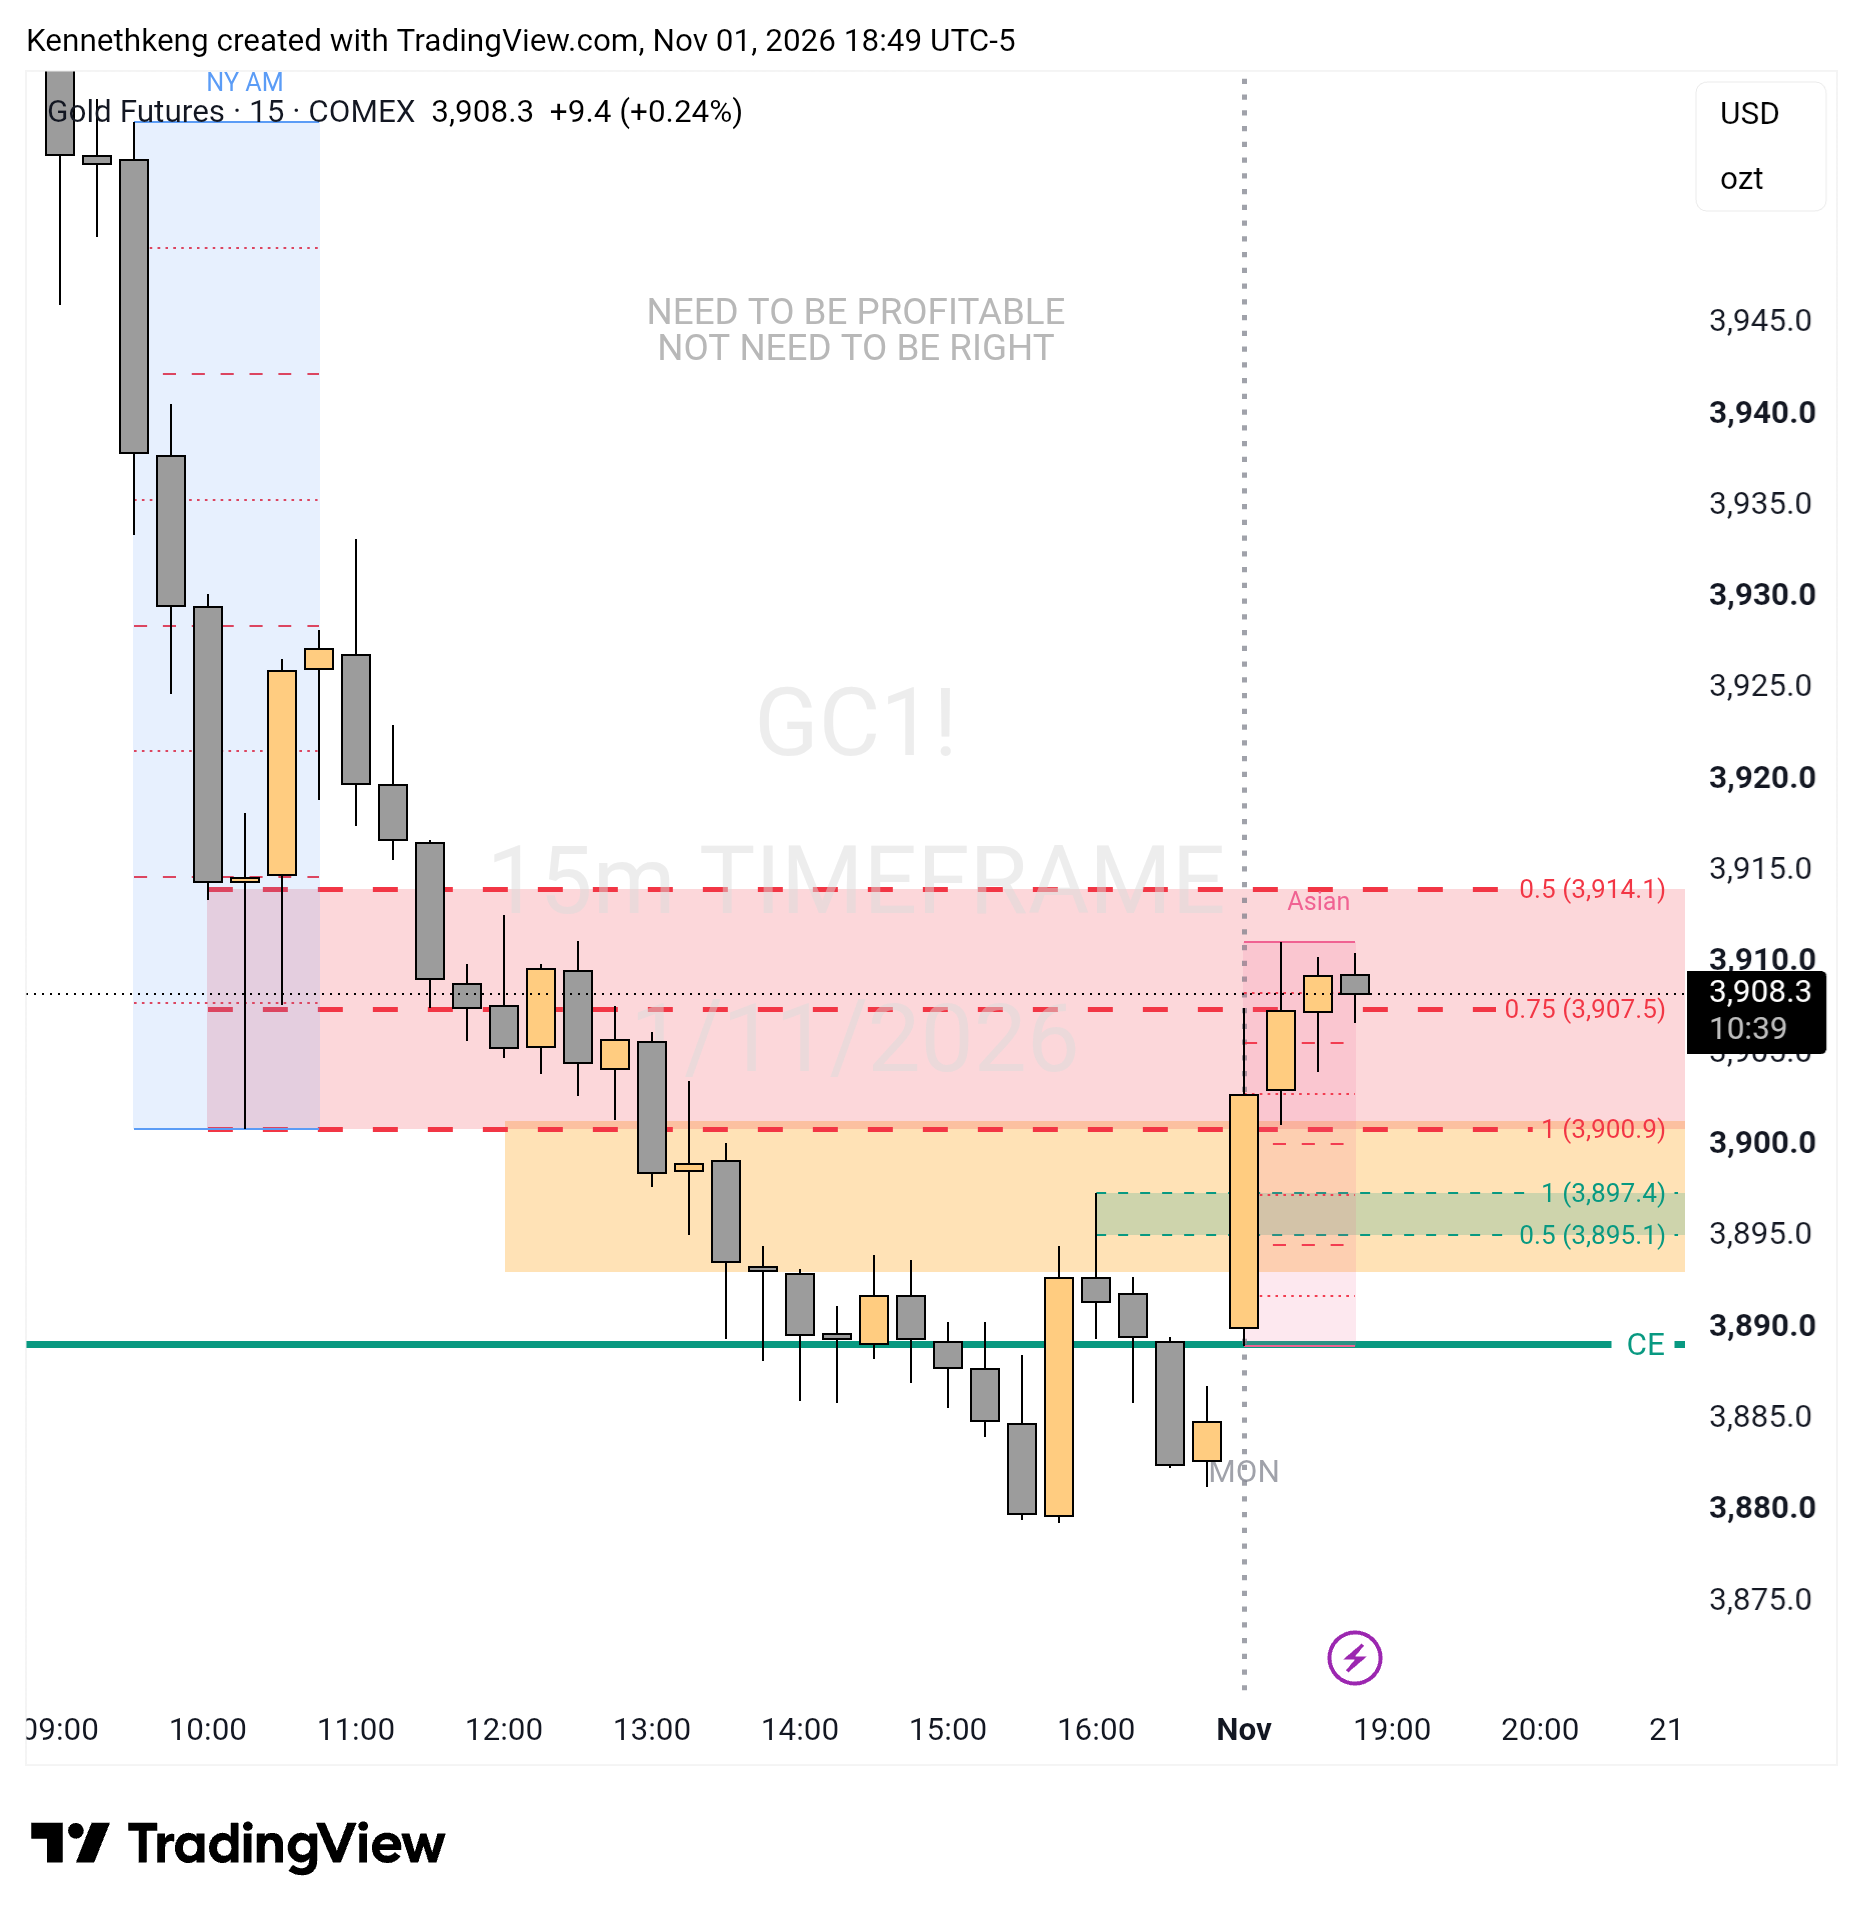 Kennethkeng created with TradingView.com, Nov 01, 2026 18:49 UTC-5
NY AM
Gold Futures · 15 · COMEX 3,908.3 +9.4 (+0.24%)
USD
ozt
NEED TO BE PROFITABLE
NOT NEED TO BE RIGHT
3,945.0
3,940.0
3,935.0
3,930.0
3,925.0
GC1!
3,920.0
15m TIMEFRAME
3,915.0
0.5 (3,914.1)
Asian
3,910.0
3,908.3
0.75 (3,907.5)
10:39
1/11/2026
3,905.0
1 (3,900.9)
3,900.0
1 (3,897.4)
0.5 (3,895.1)
3,895.0
3,890.0
CE
3,885.0
MON
3,880.0
3,875.0
09:00 10:00 11:00 12:00 13:00 14:00 15:00 16:00 Nov 19:00 20:00 21
TradingView